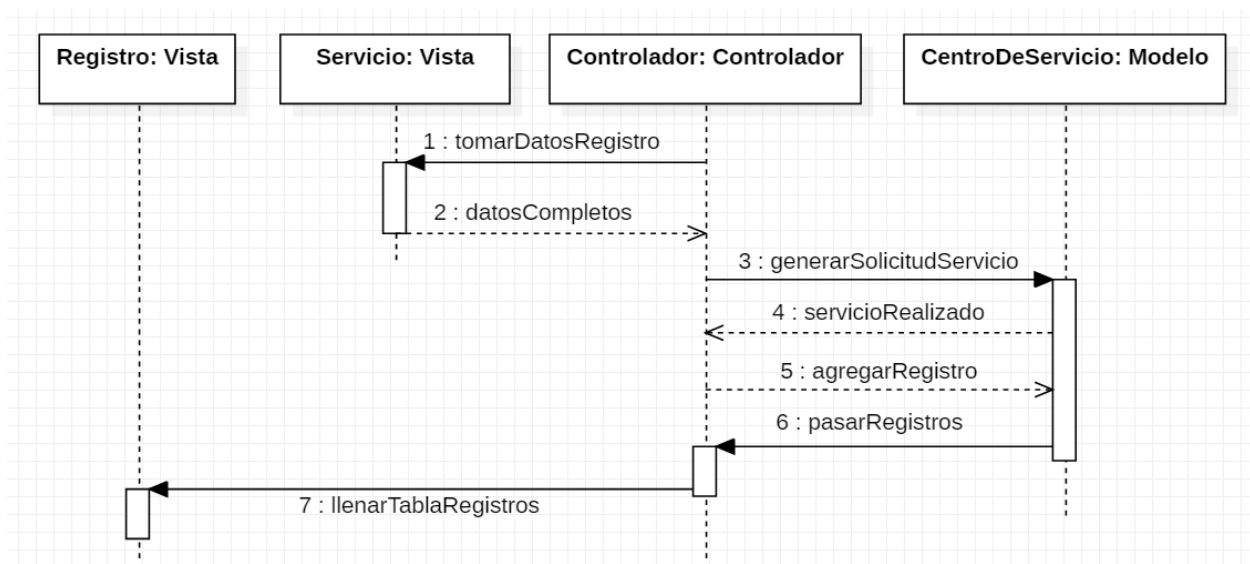 Registro: Vista
Servicio: Vista
Controlador: Controlador
CentroDeServicio: Modelo
1 : tomarDatosRegistro
2 : datosCompletos
3 : generarSolicitudServicio
4 : servicioRealizado
5 : agregarRegistro
6 : pasarRegistros
7 : llenarTablaRegistros